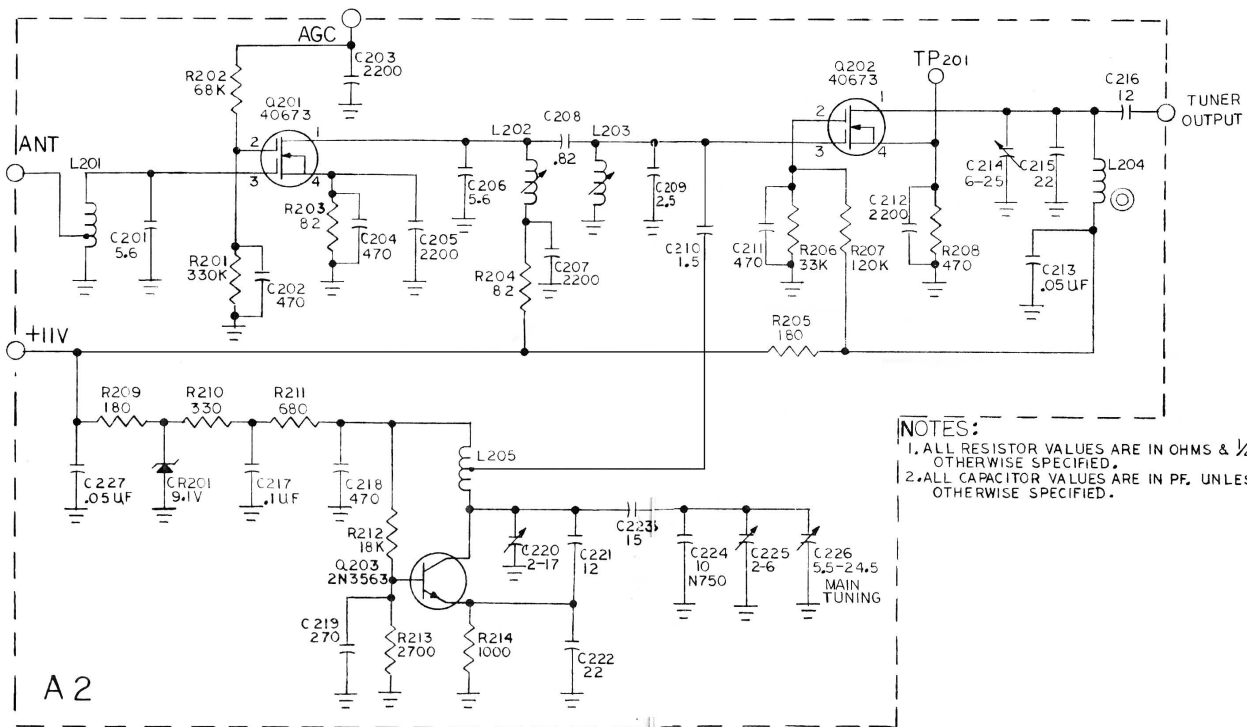 AGC
C203
2200
R202
68K
Q201
40673
1
2
3
4
ANT
L201
C201
5.6
R201
330K
C202
470
R203
82
C204
470
C205
2200
C206
5.6
L202
C208
.82
L203
R204
82
C207
2200
C209
2.5
C210
1.5
Q202
40673
1
2
3
4
TP201
C211
470
R206
33K
R207
120K
C212
2200
R208
470
C214
6-25
C215
22
C216
12
TUNER
OUTPUT
L204
C213
.05UF
+11V
R205
180
R209
180
R210
330
R211
680
C227
.05UF
CR201
9.1V
C217
.1UF
C218
470
L205
R212
18K
Q203
2N3563
C219
270
R213
2700
R214
1000
C220
2-17
C221
12
C222
22
C223
15
C224
10
N750
C225
2-6
C226
5.5-24.5
MAIN
TUNING
A2
NOTES:
1. ALL RESISTOR VALUES ARE IN OHMS &
OTHERWISE SPECIFIED.
2. ALL CAPACITOR VALUES ARE IN PF. UNLES
OTHERWISE SPECIFIED.